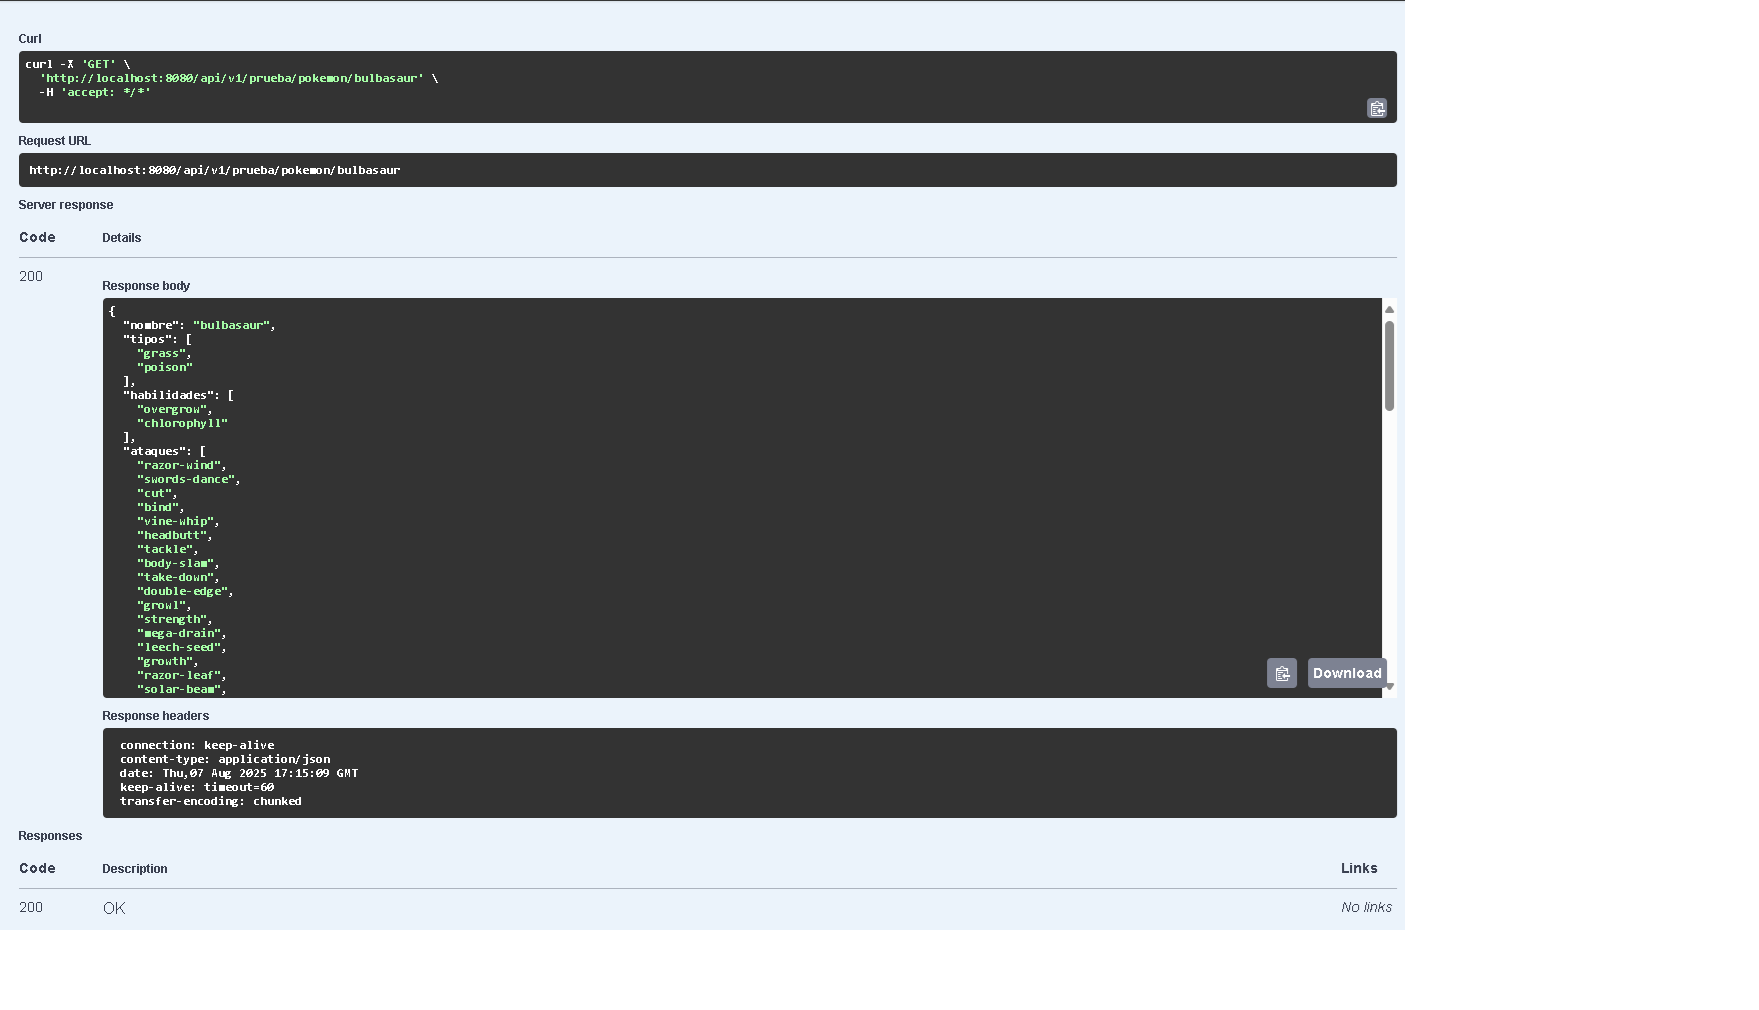 Curl
curl -X 'GET' \
'http://localhost:8080/api/v1/prueba/pokemon/bulbasaur' \
-H 'accept: */*'
Request URL
http://localhost:8080/api/v1/prueba/pokemon/bulbasaur
Server response
Code Details
200
Response body
{
"nombre": "bulbasaur",
"tipos": [
"grass",
"poison"
],
"habilidades": [
"overgrow",
"chlorophyll"
],
"ataques": [
"razor-wind",
"swords-dance",
"cut",
"bind",
"vine-whip",
"headbutt",
"tackle",
"body-slam",
"take-down",
"double-edge",
"growl",
"strength",
"mega-drain",
"leech-seed",
"growth",
"razor-leaf",
"solar-beam",
Download
Response headers
connection: keep-alive
content-type: application/json
date: Thu,07 Aug 2025 17:15:09 GMT
keep-alive: timeout=60
transfer-encoding: chunked
Responses
Code Description Links
200 OK No links